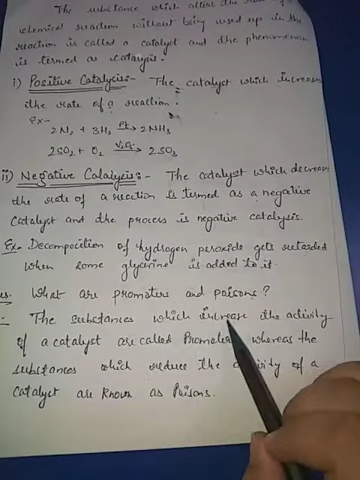 The substance which alters the rate of a
chemical reaction without being used up in the
reaction is called a catalyst and the phenomenon
is termed as catalysis.
i) Positive Catalysis:- The catalyst which increases
the rate of a reaction.
Ex-
2N2 + 3H2 Pt→ 2NH3
2SO2 + O2 V2O5→ 2SO3
ii) Negative Catalysis:- The catalyst which decreases
the rate of a reaction is termed as a negative
catalyst and the process is negative catalysis.
Ex- Decomposition of hydrogen peroxide gets retarded
when some glycerine is added to it.
What are promoters and poisons?
The substances which increase the activity
of a catalyst are called Promoters whereas the
substances which reduce the activity of a
catalyst are known as Poisons.